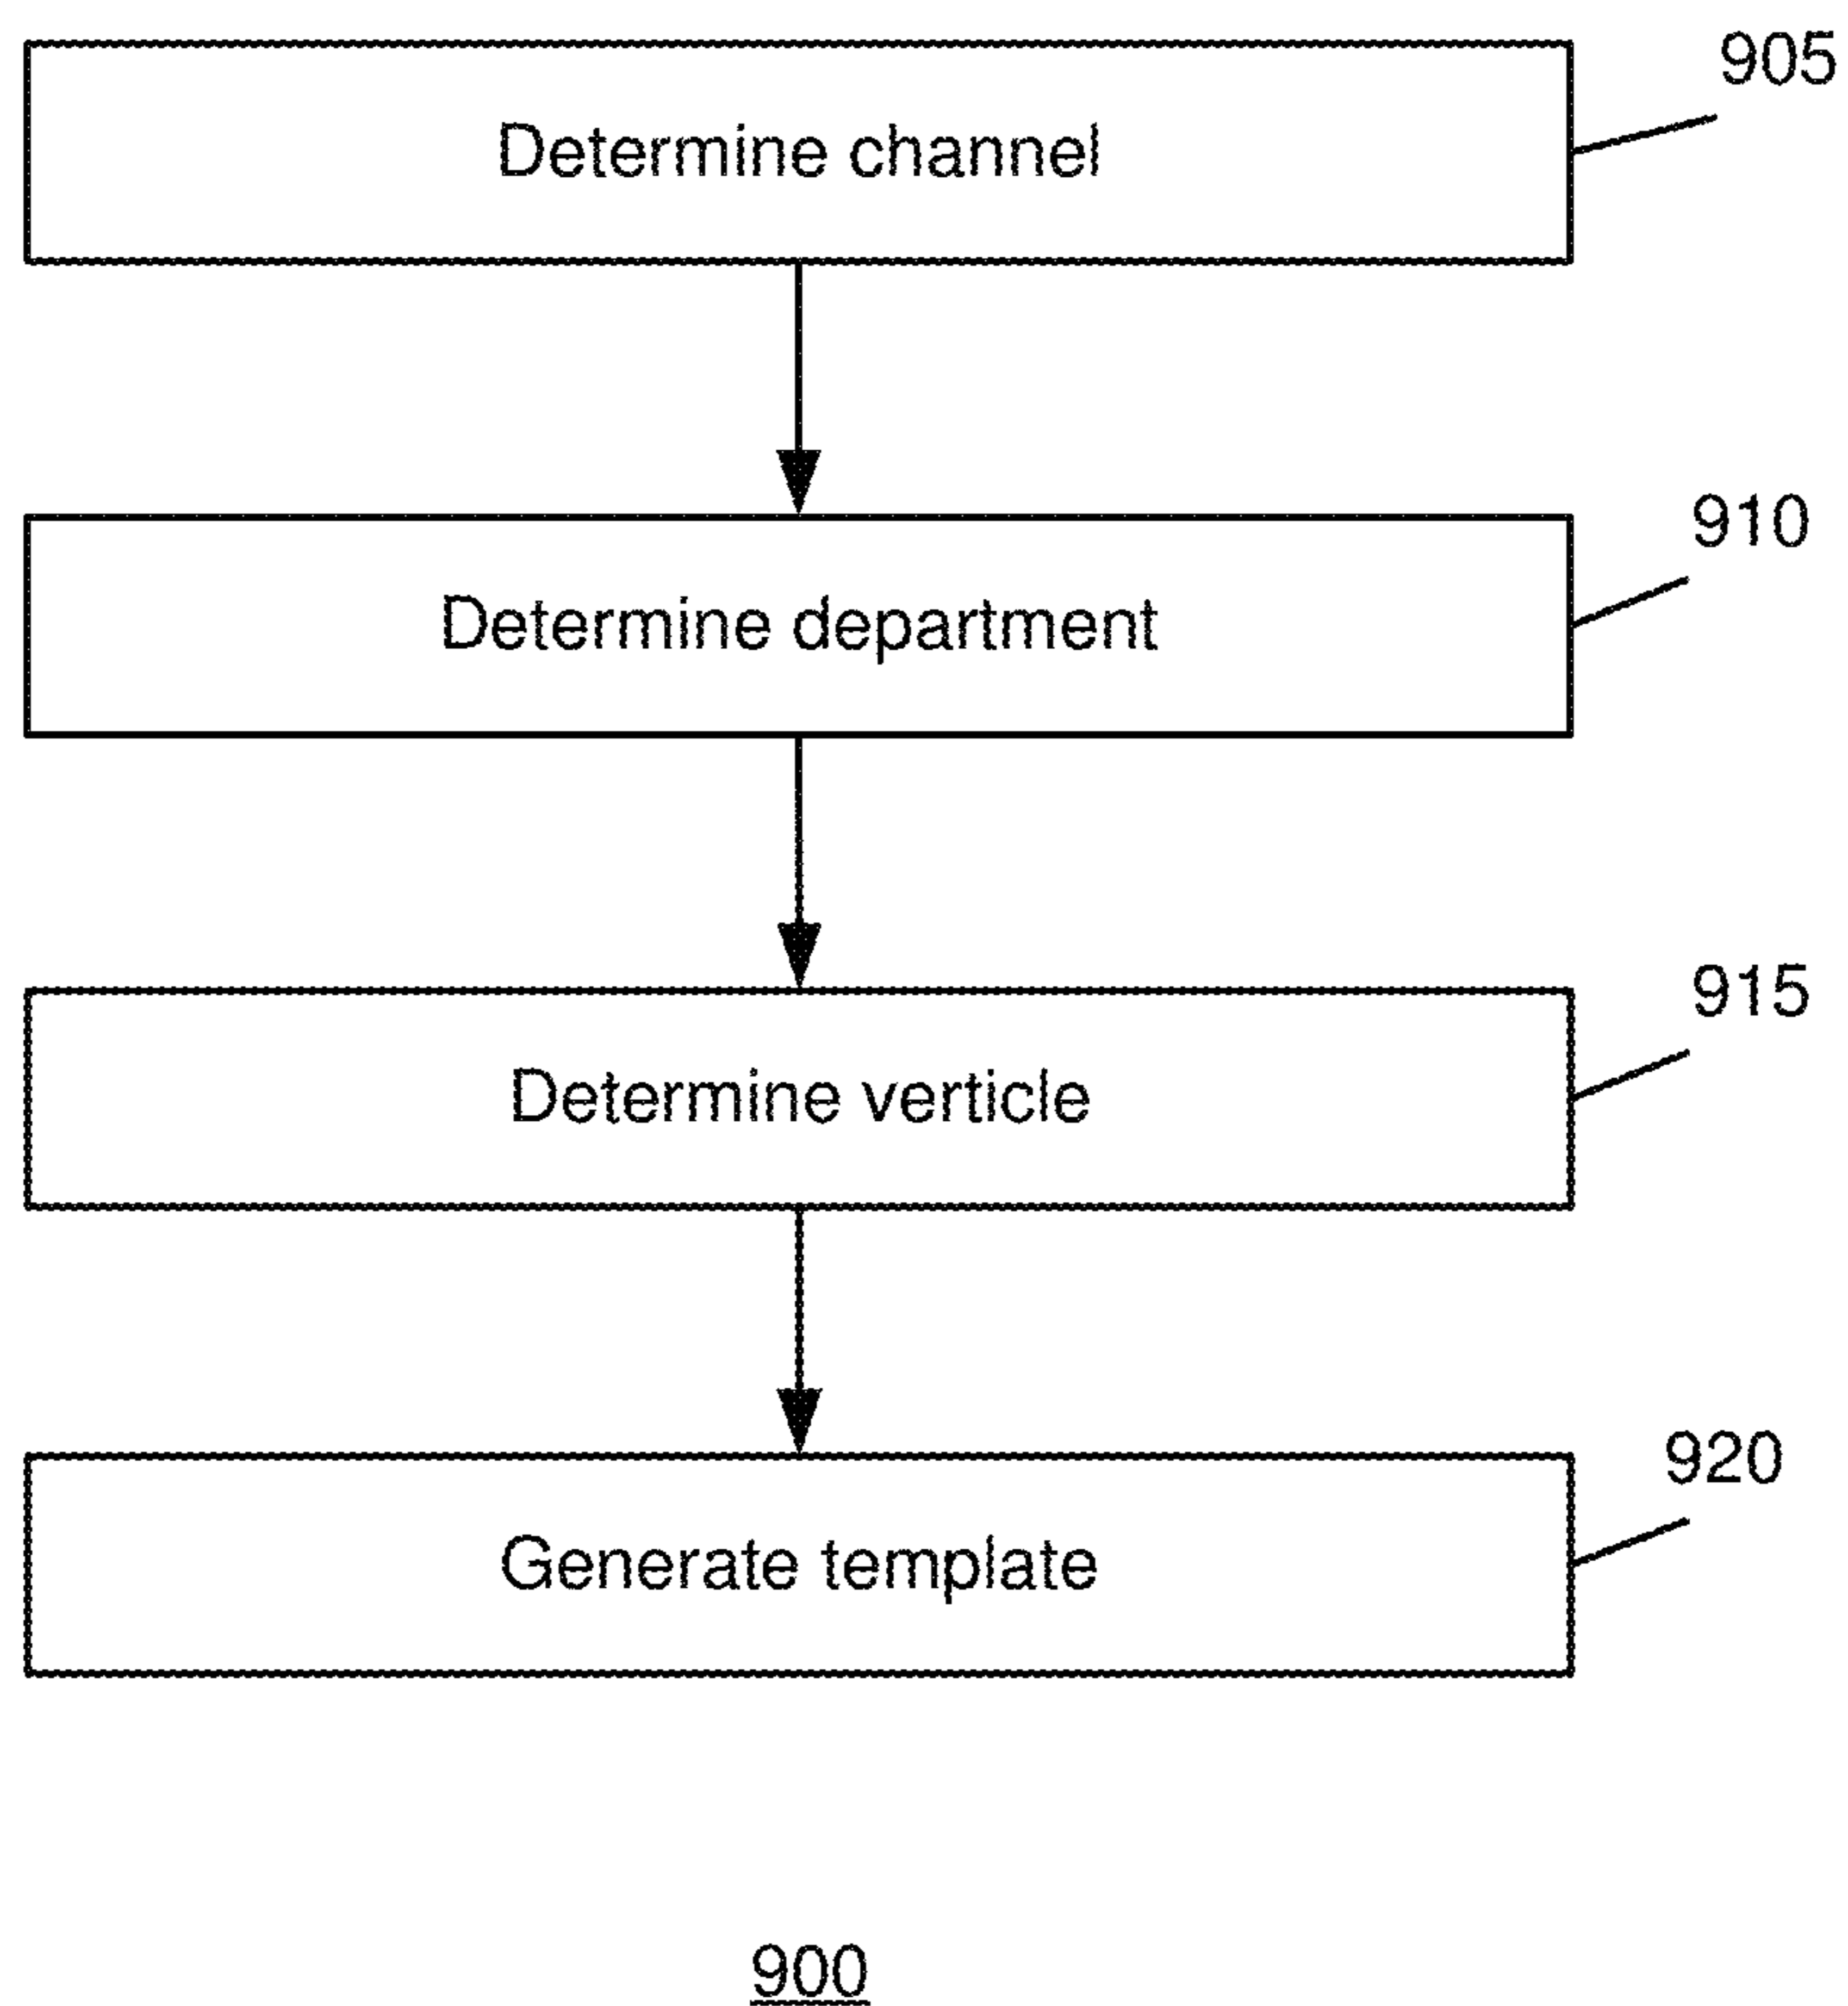 905
Determine channel
910
Determine department
915
Determine verticle
920
Generate template
900